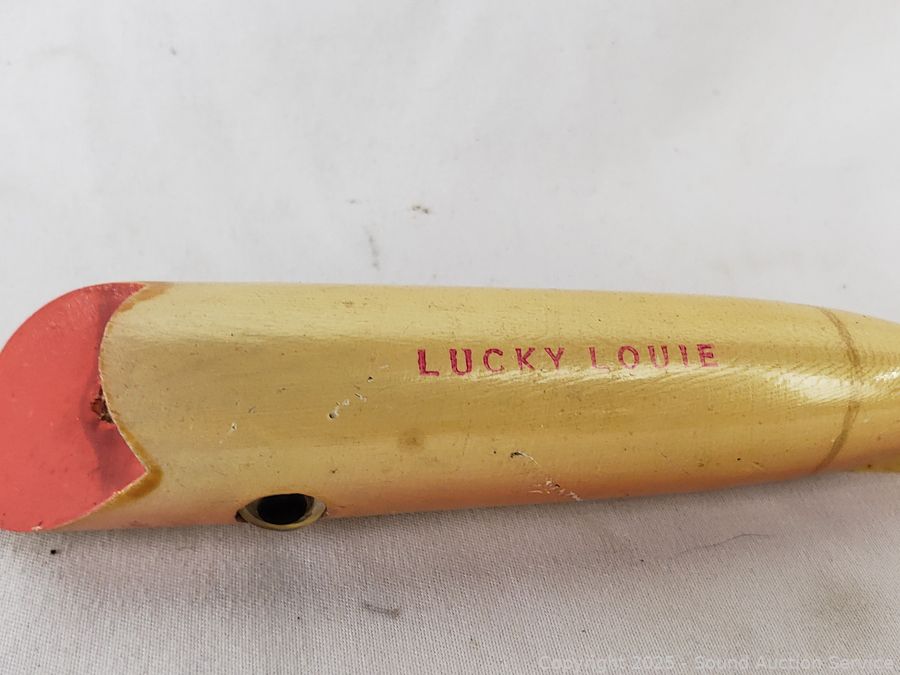 LUCKY LOUIE
Copyright 2025 - Sound Auction Service